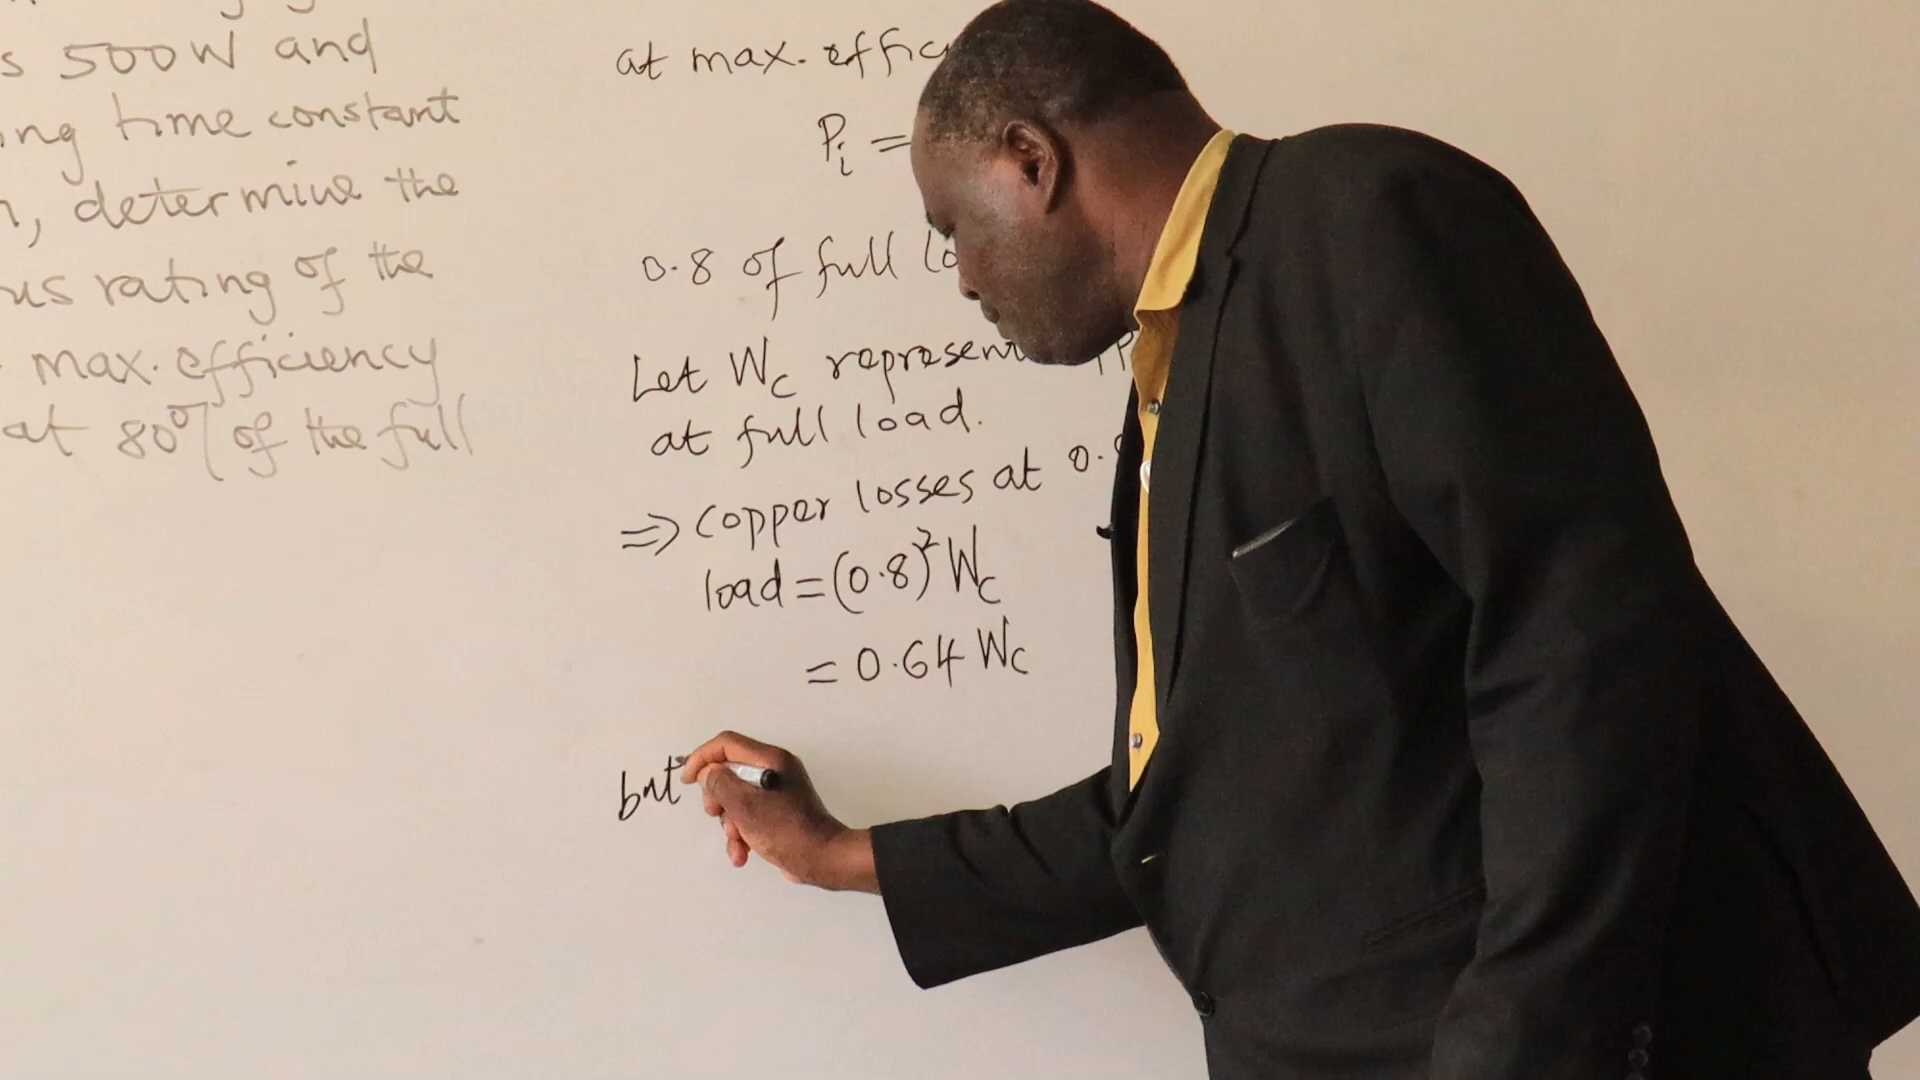 s 500W and
ng time constant
, determine the
us rating of the
max. efficiency
at 80% of the full
at max. effic
Pi =
0.8 of full lo
Let Wc represent
at full load.
=> copper losses at 0.
load = (0.8)² Wc
= 0.64 Wc
but